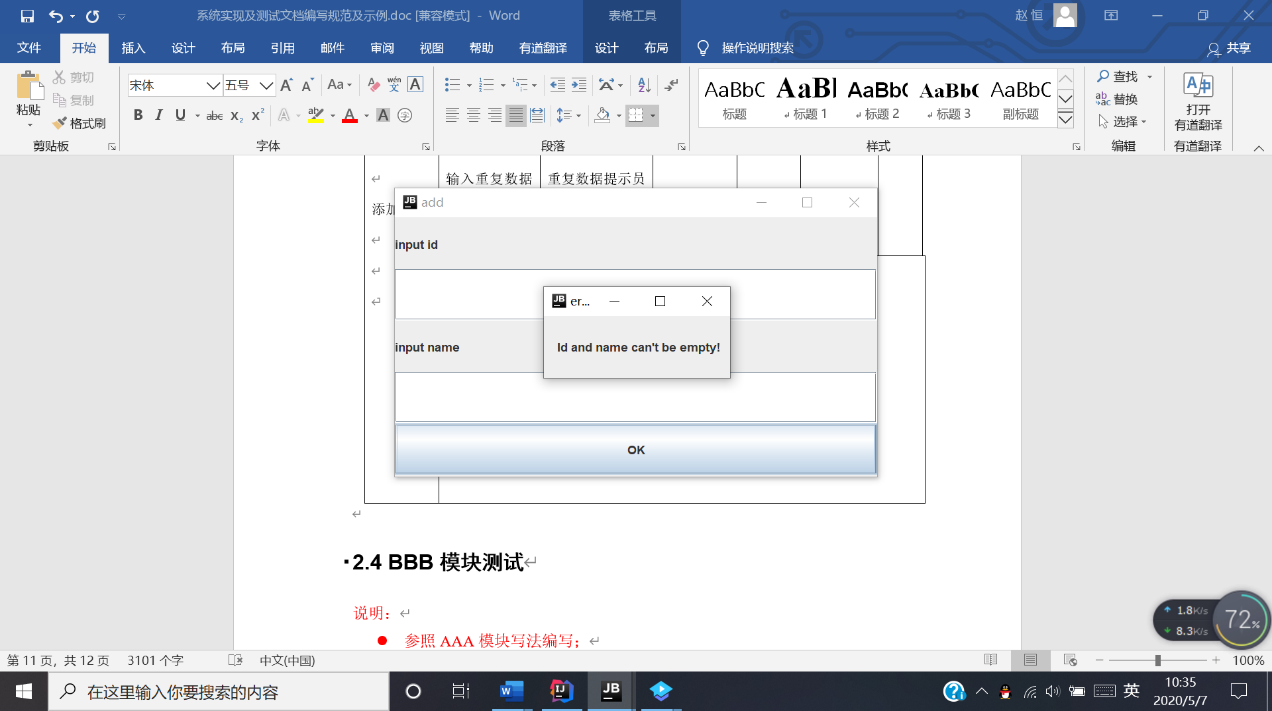 系统实现及测试文档编写规范及示例.doc [兼容模式] - Word
表格工具
赵 恒
文件 开始 插入 设计 布局 引用 邮件 审阅 视图 帮助 有道翻译 设计 布局 操作说明搜索 共享
粘贴
剪切
复制
格式刷
剪贴板
宋体 五号
字体
段落
AaBbC AaBl AaBb( AaBb( AaBbC
标题 标题 1 标题 2 标题 3 副标题
样式
查找
替换
选择
编辑
打开
有道翻译
有道翻译
输入重复数据 重复数据提示员
添加
add
input id
er...
Id and name can't be empty!
input name
OK
2.4 BBB 模块测试
说明：
参照 AAA 模块写法编写；
1.8K/s
8.3K/s
72%
第 11 页，共 12 页 3101 个字 中文(中国) 100%
在这里输入你要搜索的内容
英
10:35
2020/5/7